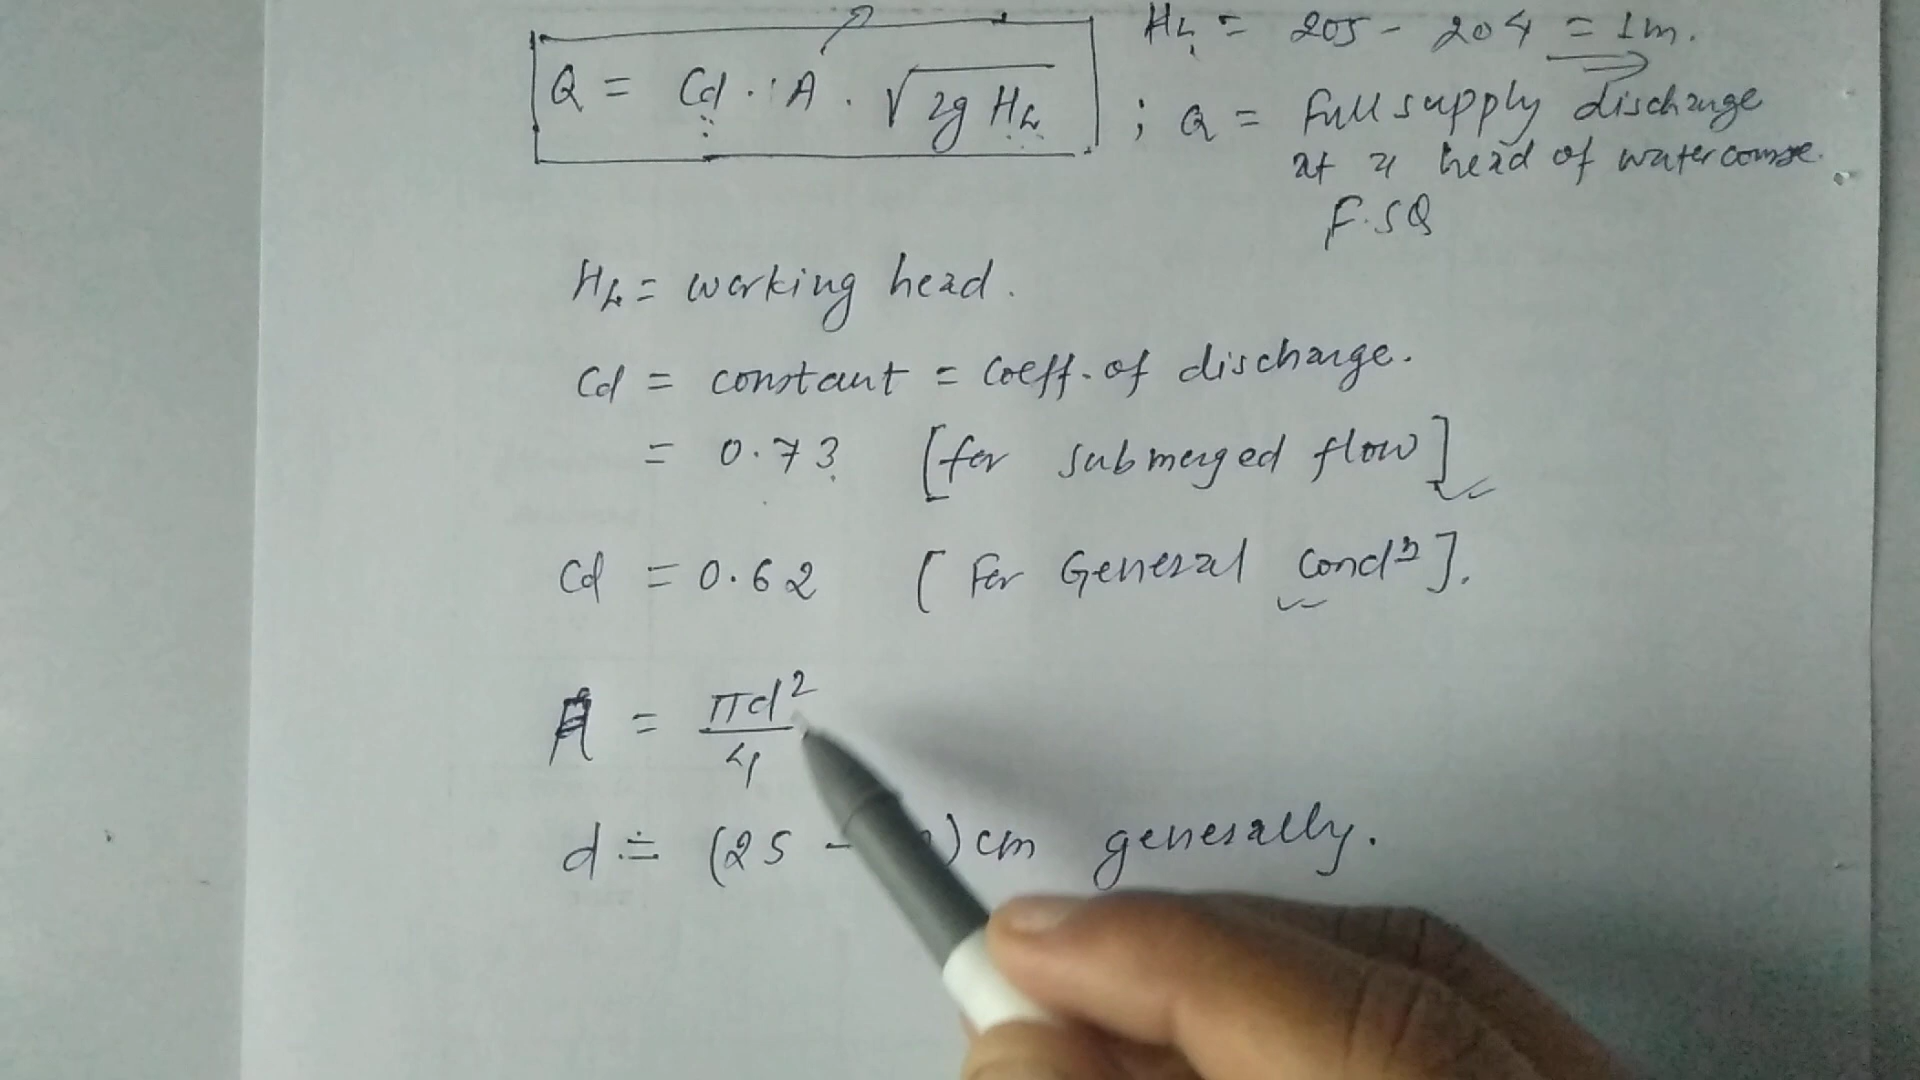 H_L = 205 - 204 = 1m.
Q = Cd . A . √2g H_L ; Q = Full supply discharge
at head of watercourse.
F.S Q
H_L = working head.
Cd = constant = Coeff. of discharge.
= 0.73 [for submerged flow]
Cd = 0.62 [For General condⁿ].
A = πd²/4
d = (25 - ) cm generally.